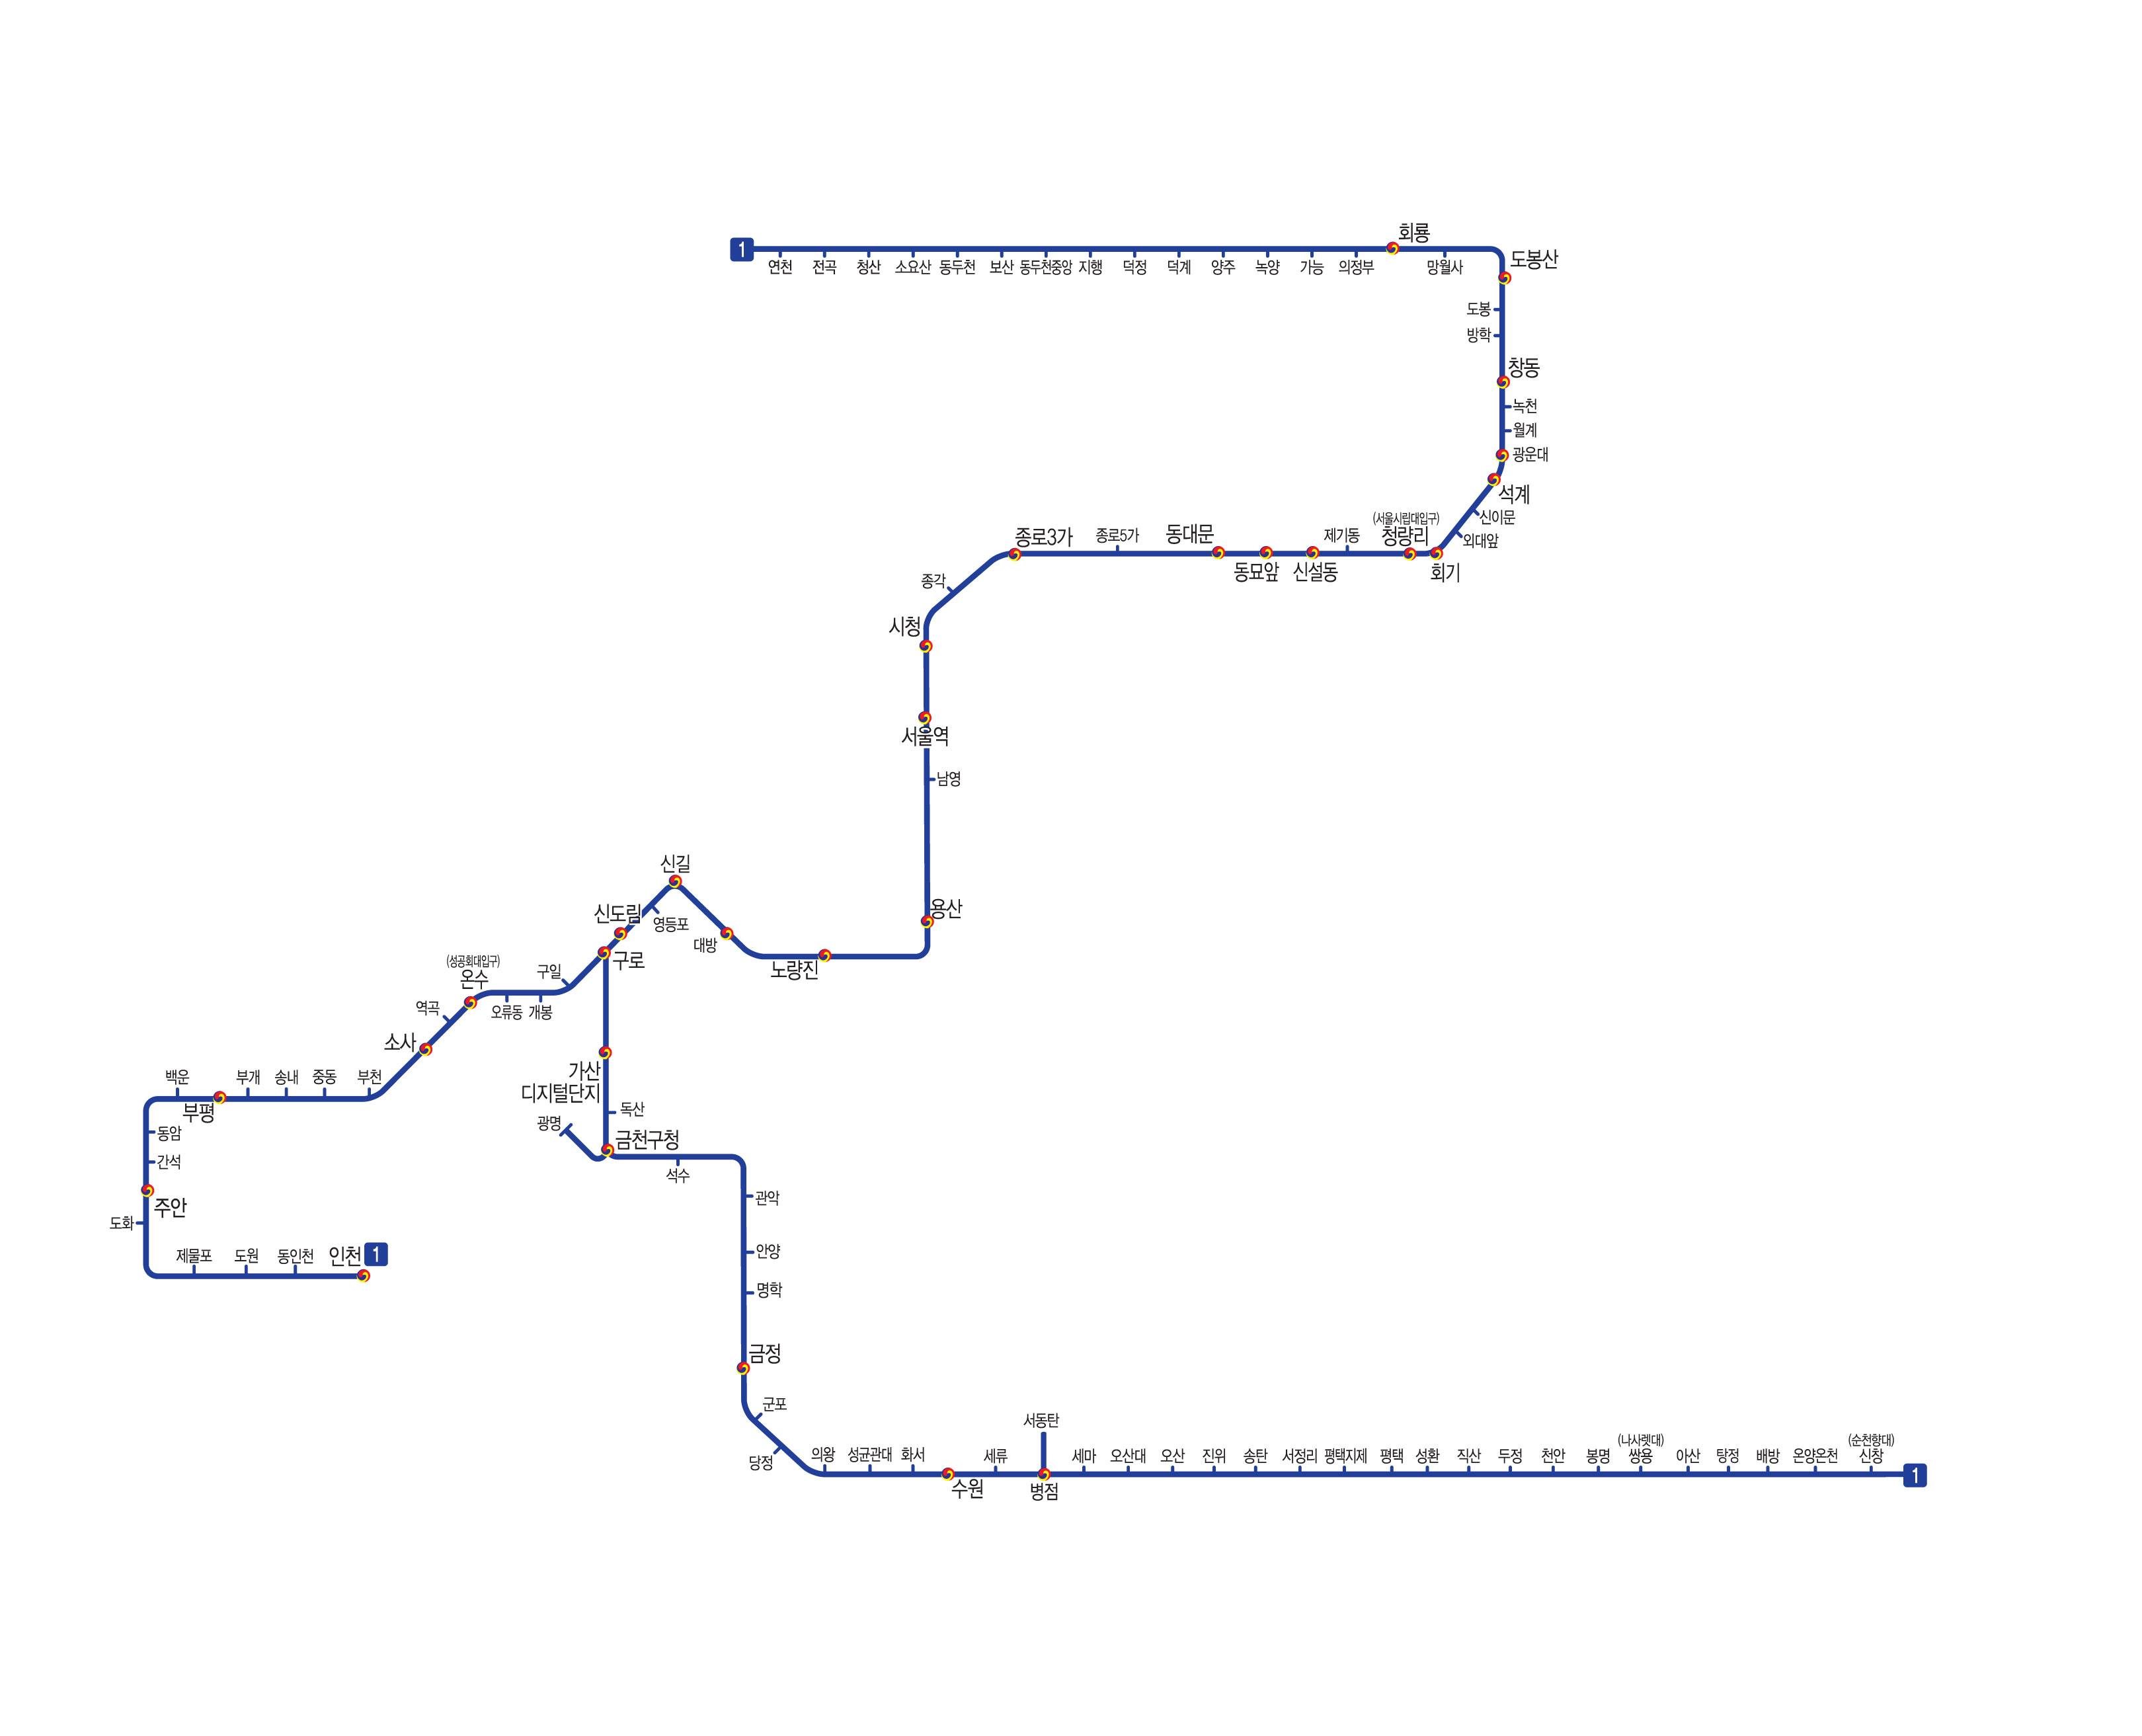 1
연천
전곡
청산
소요산
동두천
보산
동두천중앙
지행
덕정
덕계
양주
녹양
가능
의정부
회룡
망월사
도봉산
도봉
방학
창동
녹천
월계
광운대
석계
신이문
외대앞
회기
(서울시립대입구)
청량리
제기동
신설동
동묘앞
동대문
종로5가
종로3가
종각
시청
서울역
남영
용산
노량진
대방
신길
영등포
신도림
구로
구일
개봉
오류동
(성공회대입구)
온수
역곡
소사
부천
중동
송내
부개
부평
백운
동암
간석
주안
도화
제물포
도원
동인천
인천
1
가산
디지털단지
독산
금천구청
광명
석수
관악
안양
명학
금정
군포
당정
의왕
성균관대
화서
수원
세류
병점
서동탄
세마
오산대
오산
진위
송탄
서정리
평택지제
평택
성환
직산
두정
천안
봉명
(나사렛대)
쌍용
아산
탕정
배방
온양온천
(순천향대)
신창
1